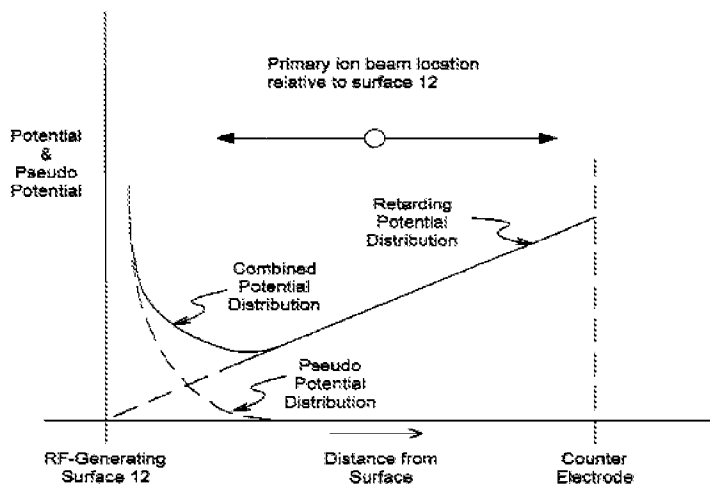 Primary ion beam location
relative to surface 12
Potential
&
Pseudo
Potential
Retarding
Potential
Distribution
Combined
Potential
Distribution
Pseudo
Potential
Distribution
RF-Generating
Surface 12
Distance from
Surface
Counter
Electrode